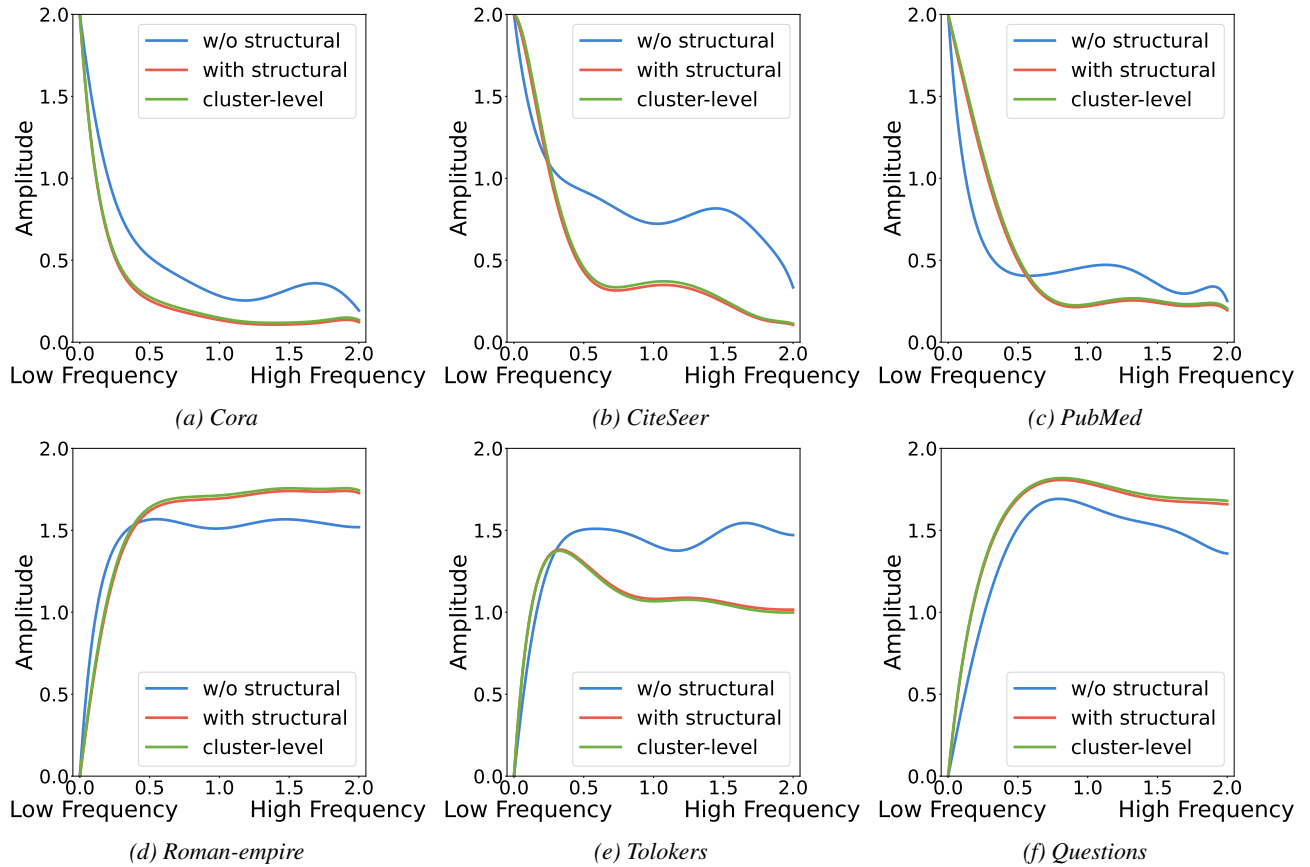 2.0
1.5
1.0
0.5
0.0
Amplitude
w/o structural
with structural
cluster-level
0.0 0.5 1.0 1.5 2.0
Low Frequency High Frequency
(a) Cora
2.0
1.5
1.0
0.5
0.0
Amplitude
w/o structural
with structural
cluster-level
0.0 0.5 1.0 1.5 2.0
Low Frequency High Frequency
(b) CiteSeer
2.0
1.5
1.0
0.5
0.0
Amplitude
w/o structural
with structural
cluster-level
0.0 0.5 1.0 1.5 2.0
Low Frequency High Frequency
(c) PubMed
2.0
1.5
1.0
0.5
0.0
Amplitude
w/o structural
with structural
cluster-level
0.0 0.5 1.0 1.5 2.0
Low Frequency High Frequency
(d) Roman-empire
2.0
1.5
1.0
0.5
0.0
Amplitude
w/o structural
with structural
cluster-level
0.0 0.5 1.0 1.5 2.0
Low Frequency High Frequency
(e) Tolokers
2.0
1.5
1.0
0.5
0.0
Amplitude
w/o structural
with structural
cluster-level
0.0 0.5 1.0 1.5 2.0
Low Frequency High Frequency
(f) Questions